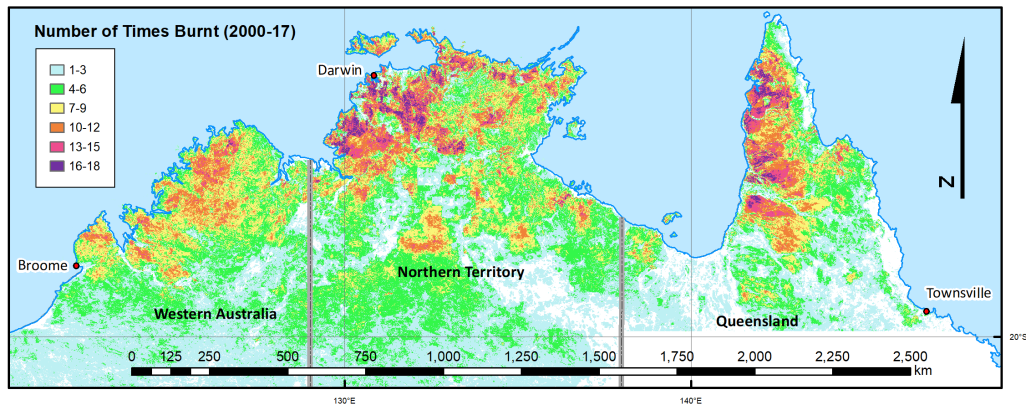 Number of Times Burnt (2000-17)
1-3
4-6
7-9
10-12
13-15
16-18
Darwin
Broome
Western Australia
Northern Territory
Queensland
Townsville
N
20°S
0 125 250 500 750 1,000 1,250 1,500 1,750 2,000 2,250 2,500
km
130°E
140°E